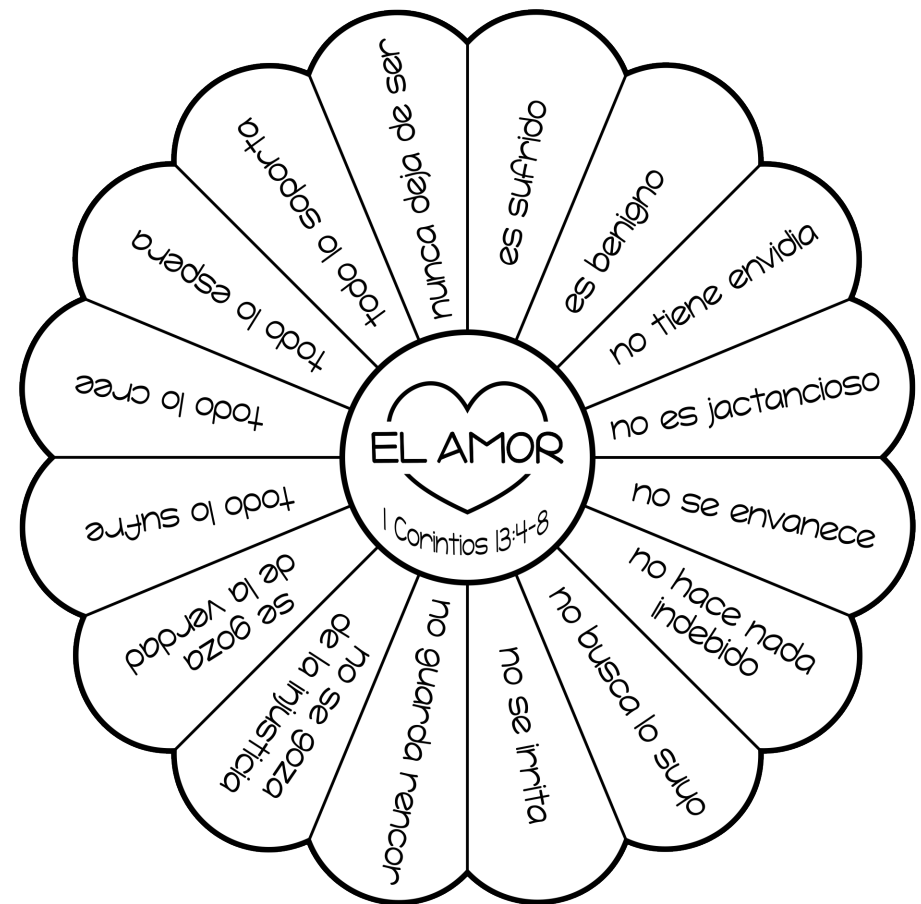 EL AMOR
1 Corintios 13:4-8
es sufrido
es benigno
no tiene envidia
no es jactancioso
no se envanece
no hace nada
indebido
no busca lo suyo
no se irrita
no guarda rencor
no se goza
de la injusticia
se goza
de la verdad
todo lo sufre
todo lo cree
todo lo espera
todo lo soporta
nunca deja de ser